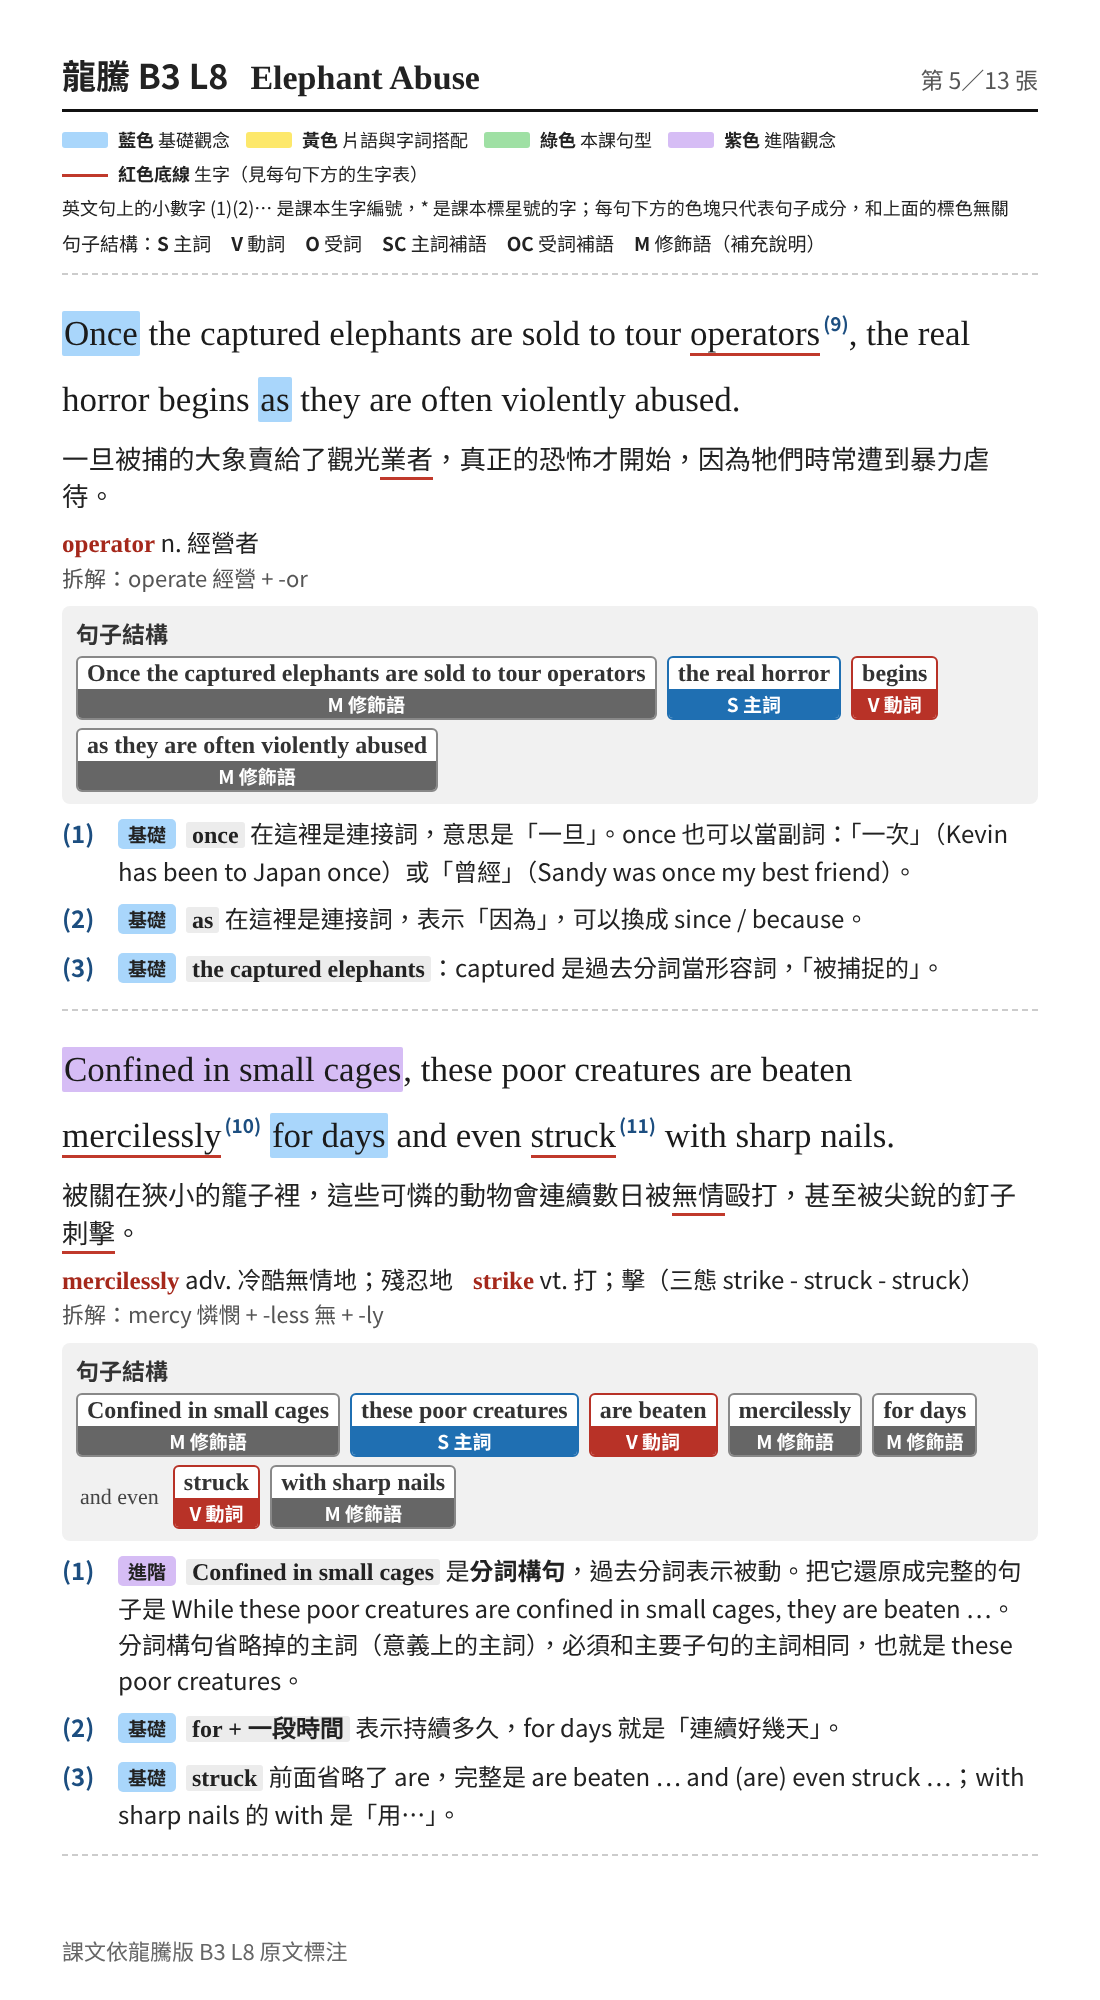 龍騰 B3 L8 Elephant Abuse
第 5／13 張
藍色 基礎觀念 黃色 片語與字詞搭配 綠色 本課句型 紫色 進階觀念
紅色底線 生字（見每句下方的生字表）
英文句上的小數字 (1)(2)⋯ 是課本生字編號，* 是課本標星號的字；每句下方的色塊只代表句子成分，和上面的標色無關
句子結構：S 主詞 V 動詞 O 受詞 SC 主詞補語 OC 受詞補語 M 修飾語（補充說明）
Once the captured elephants are sold to tour operators(9), the real
horror begins as they are often violently abused.
一旦被捕的大象賣給了觀光業者，真正的恐怖才開始，因為牠們時常遭到暴力虐
待。
operator n. 經營者
拆解：operate 經營 + -or
句子結構
Once the captured elephants are sold to tour operators the real horror begins
M 修飾語 S 主詞 V 動詞
as they are often violently abused
M 修飾語
(1) 基礎 once 在這裡是連接詞，意思是「一旦」。once 也可以當副詞：「一次」（Kevin
has been to Japan once）或「曾經」（Sandy was once my best friend）。
(2) 基礎 as 在這裡是連接詞，表示「因為」，可以換成 since / because。
(3) 基礎 the captured elephants：captured 是過去分詞當形容詞，「被捕捉的」。
Confined in small cages, these poor creatures are beaten
mercilessly(10) for days and even struck(11) with sharp nails.
被關在狹小的籠子裡，這些可憐的動物會連續數日被無情毆打，甚至被尖銳的釘子
刺擊。
mercilessly adv. 冷酷無情地；殘忍地 strike vt. 打；擊（三態 strike - struck - struck）
拆解：mercy 憐憫 + -less 無 + -ly
句子結構
Confined in small cages these poor creatures are beaten mercilessly for days
M 修飾語 S 主詞 V 動詞 M 修飾語 M 修飾語
and even struck with sharp nails
V 動詞 M 修飾語
(1) 進階 Confined in small cages 是分詞構句，過去分詞表示被動。把它還原成完整的句
子是 While these poor creatures are confined in small cages, they are beaten …。
分詞構句省略掉的主詞（意義上的主詞），必須和主要子句的主詞相同，也就是 these
poor creatures。
(2) 基礎 for + 一段時間 表示持續多久，for days 就是「連續好幾天」。
(3) 基礎 struck 前面省略了 are，完整是 are beaten … and (are) even struck …；with
sharp nails 的 with 是「用⋯」。
課文依龍騰版 B3 L8 原文標注